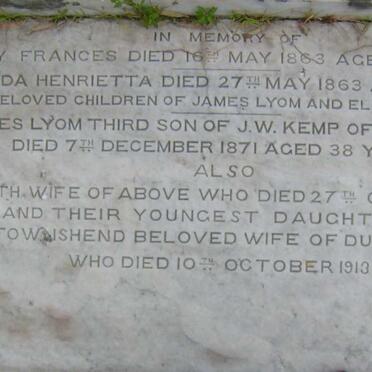 IN MEMORY OF
Y FRANCES DIED 16TH MAY 1863 AGE
DA HENRIETTA DIED 27TH MAY 1863
ELOVED CHILDREN OF JAMES LYOM AND EL
ES LYOM THIRD SON OF J.W. KEMP OF
DIED 7TH DECEMBER 1871 AGED 38 Y
ALSO
TH WIFE OF ABOVE WHO DIED 27TH
AND THEIR YOUNGEST DAUGHT
TOWNSHEND BELOVED WIFE OF DU
WHO DIED 10TH OCTOBER 1913